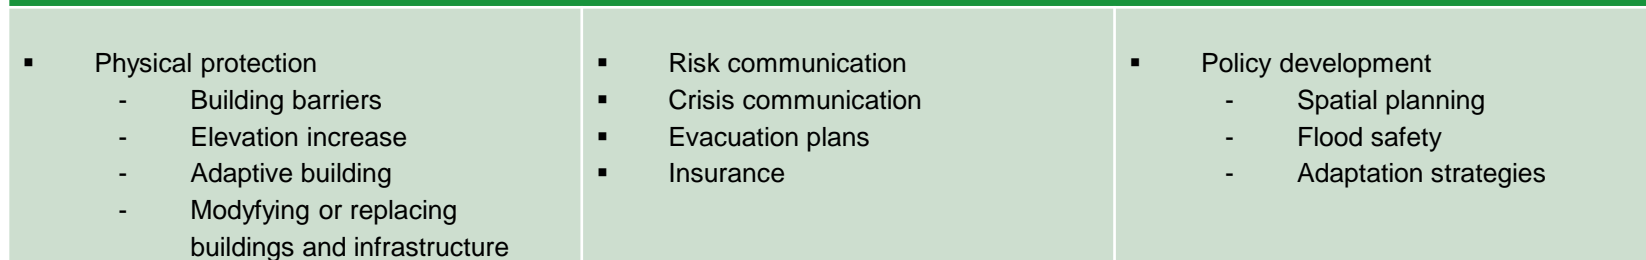 ▪ Physical protection
- Building barriers
- Elevation increase
- Adaptive building
- Modyfying or replacing
buildings and infrastructure
▪ Risk communication
▪ Crisis communication
▪ Evacuation plans
▪ Insurance
▪ Policy development
- Spatial planning
- Flood safety
- Adaptation strategies